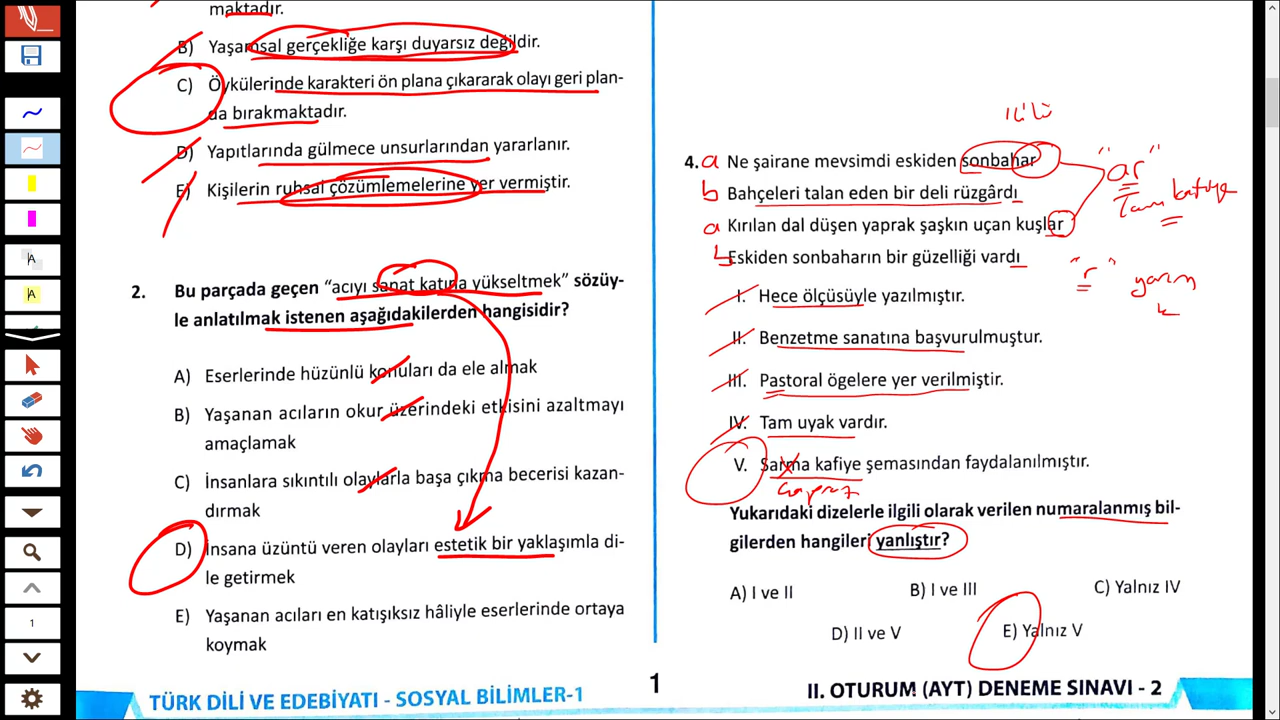 maktadır.
B) Yaşamsal gerçekliğe karşı duyarsız değildir.
C) Öykülerinde karakteri ön plana çıkararak olayı geri plan-
da bırakmaktadır.
D) Yapıtlarında gülmece unsurlarından yararlanır.
E) Kişilerin ruhsal çözümlemelerine yer vermiştir.
2. Bu parçada geçen “acıyı sanat katına yükseltmek” sözüy-
le anlatılmak istenen aşağıdakilerden hangisidir?
A) Eserlerinde hüzünlü konuları da ele almak
B) Yaşanan acıların okur üzerindeki etkisini azaltmayı
amaçlamak
C) İnsanlara sıkıntılı olaylarla başa çıkma becerisi kazan-
dırmak
D) İnsana üzüntü veren olayları estetik bir yaklaşımla di-
le getirmek
E) Yaşanan acıları en katışıksız hâliyle eserlerinde ortaya
koymak
TÜRK DİLİ VE EDEBİYATI - SOSYAL BİLİMLER-1
1
4. a Ne şairane mevsimdi eskiden sonbahar
b Bahçeleri talan eden bir deli rüzgârdı
a Kırılan dal düşen yaprak şaşkın uçan kuşlar
b Eskiden sonbaharın bir güzelliği vardı
"ar"
Tam kafiye
"r" yarım
k
I. Hece ölçüsüyle yazılmıştır.
II. Benzetme sanatına başvurulmuştur.
III. Pastoral ögelere yer verilmiştir.
IV. Tam uyak vardır.
V. Sarma kafiye şemasından faydalanılmıştır.
çapraz
Yukarıdaki dizelerle ilgili olarak verilen numaralanmış bil-
gilerden hangileri yanlıştır?
A) I ve II B) I ve III C) Yalnız IV
D) II ve V E) Yalnız V
II. OTURUM (AYT) DENEME SINAVI - 2
A
A
1